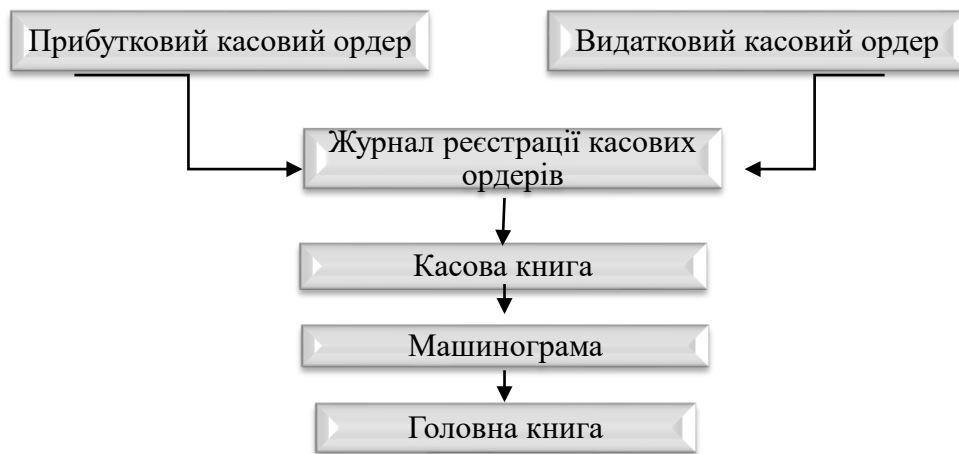 Прибутковий касовий ордер
Видатковий касовий ордер
Журнал реєстрації касових
ордерів
Касова книга
Машинограма
Головна книга